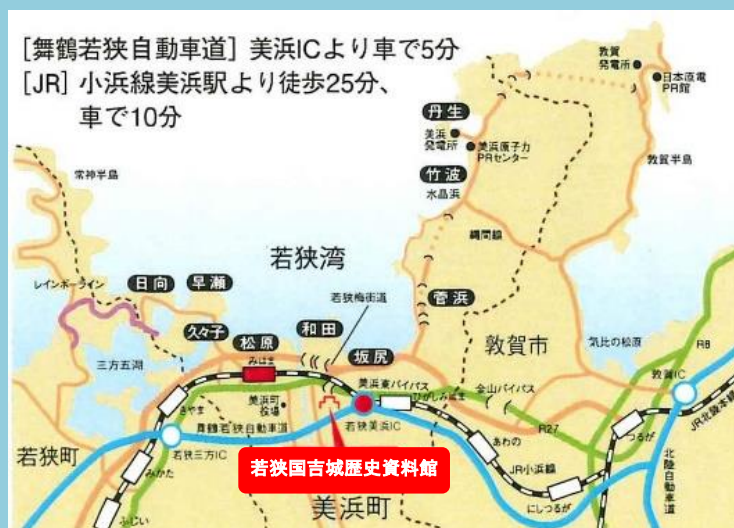 [舞鶴若狭自動車道] 美浜ICより車で5分
[JR] 小浜線美浜駅より徒歩25分、
車で10分
敦賀
発電所
日本原電
PR館
丹生
美浜
発電所
美浜原子力
PRセンター
敦賀半島
竹波
水晶浜
常神半島
縄間線
若狭湾
レインボーライン
日向
早瀬
若狭梅街道
菅浜
久々子
松原
和田
坂尻
敦賀市
気比の松原
R8
みはま
三方五湖
美浜東バイパス
金山バイパス
敦賀IC
きやま
美浜町
役場
ひがしみはま
JR北陸本線
舞鶴若狭自動車道
若狭美浜IC
R27
つるが
若狭町
若狭三方IC
あわの
みかた
若狭国吉城歴史資料館
JR小浜線
北陸自動車道
にしつるが
美浜町
ふじい